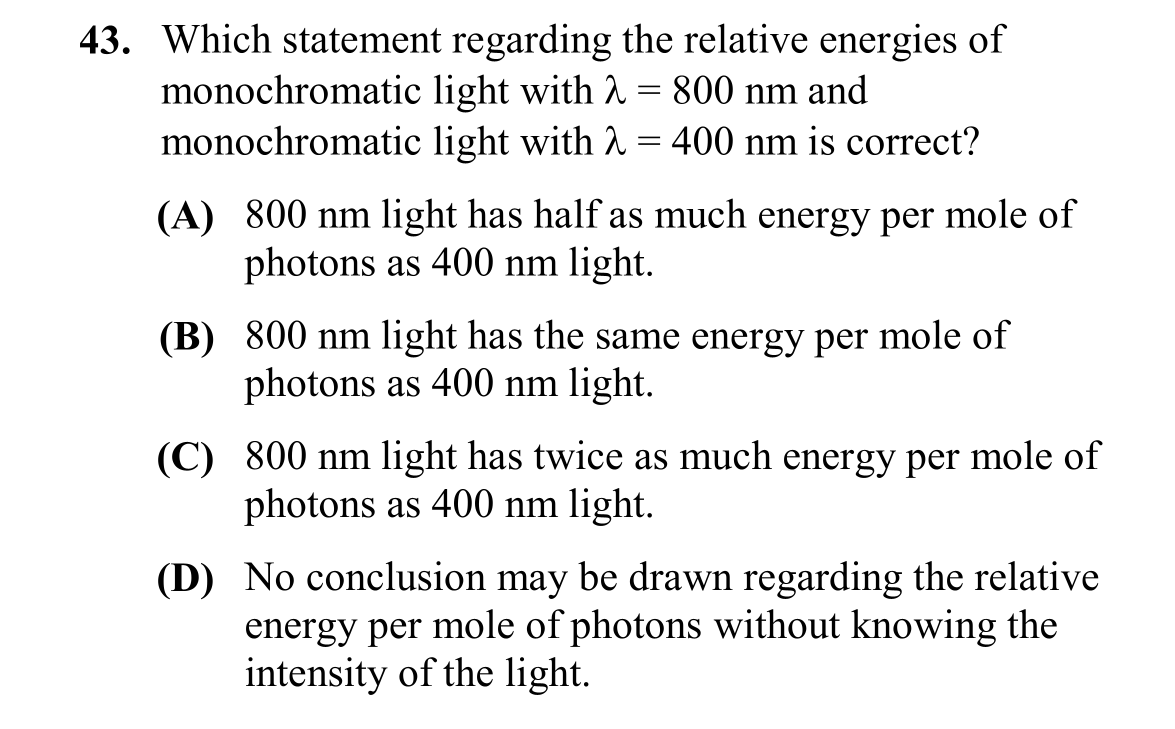 43. Which statement regarding the relative energies of
monochromatic light with λ = 800 nm and
monochromatic light with λ = 400 nm is correct?
(A) 800 nm light has half as much energy per mole of
photons as 400 nm light.
(B) 800 nm light has the same energy per mole of
photons as 400 nm light.
(C) 800 nm light has twice as much energy per mole of
photons as 400 nm light.
(D) No conclusion may be drawn regarding the relative
energy per mole of photons without knowing the
intensity of the light.